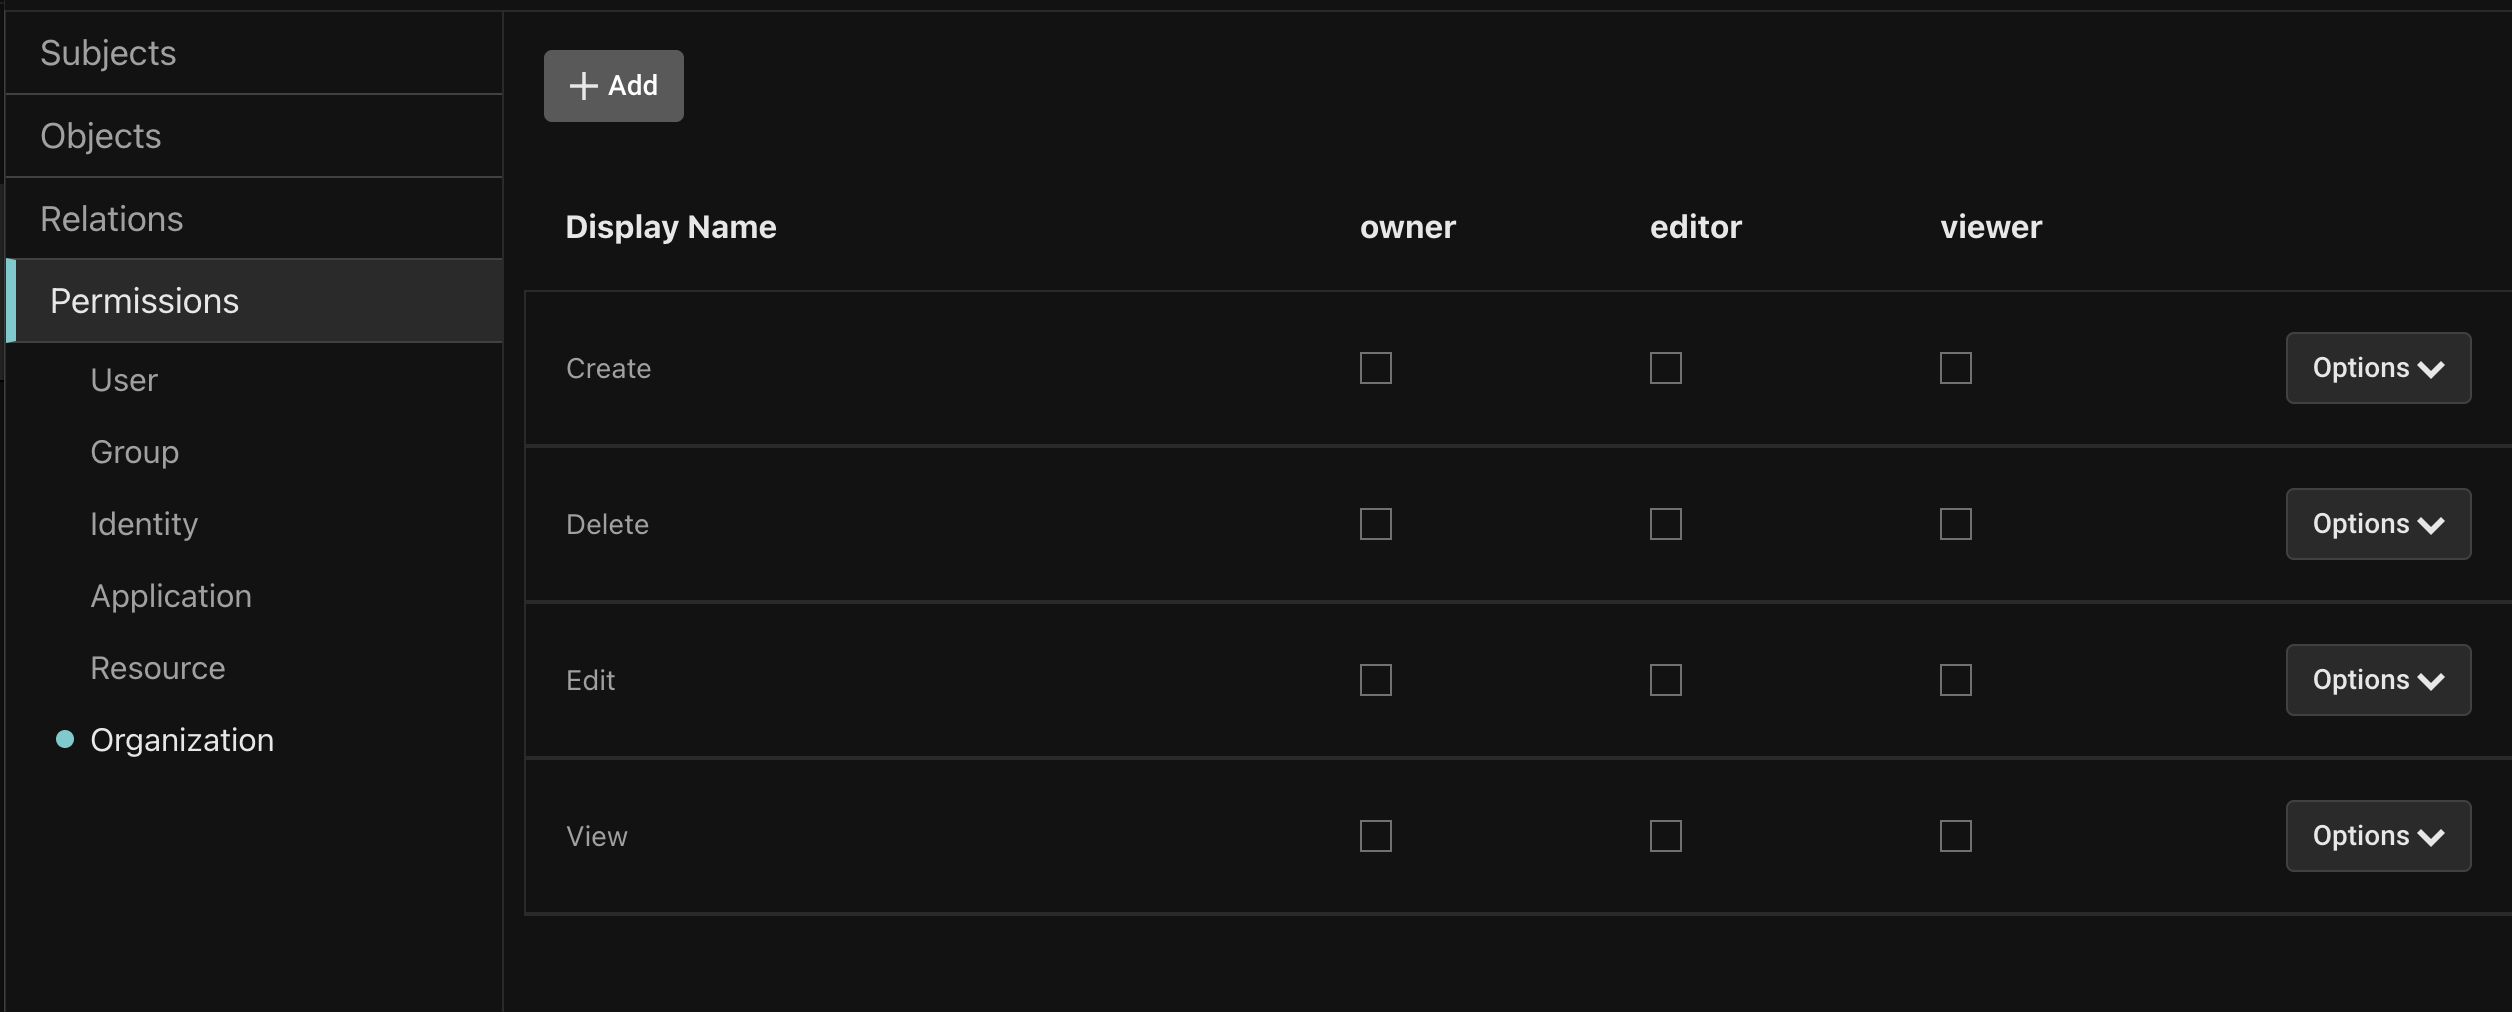 Subjects
Objects
Relations
Permissions
User
Group
Identity
Application
Resource
Organization
Add
Display Name owner editor viewer
Create Options
Delete Options
Edit Options
View Options